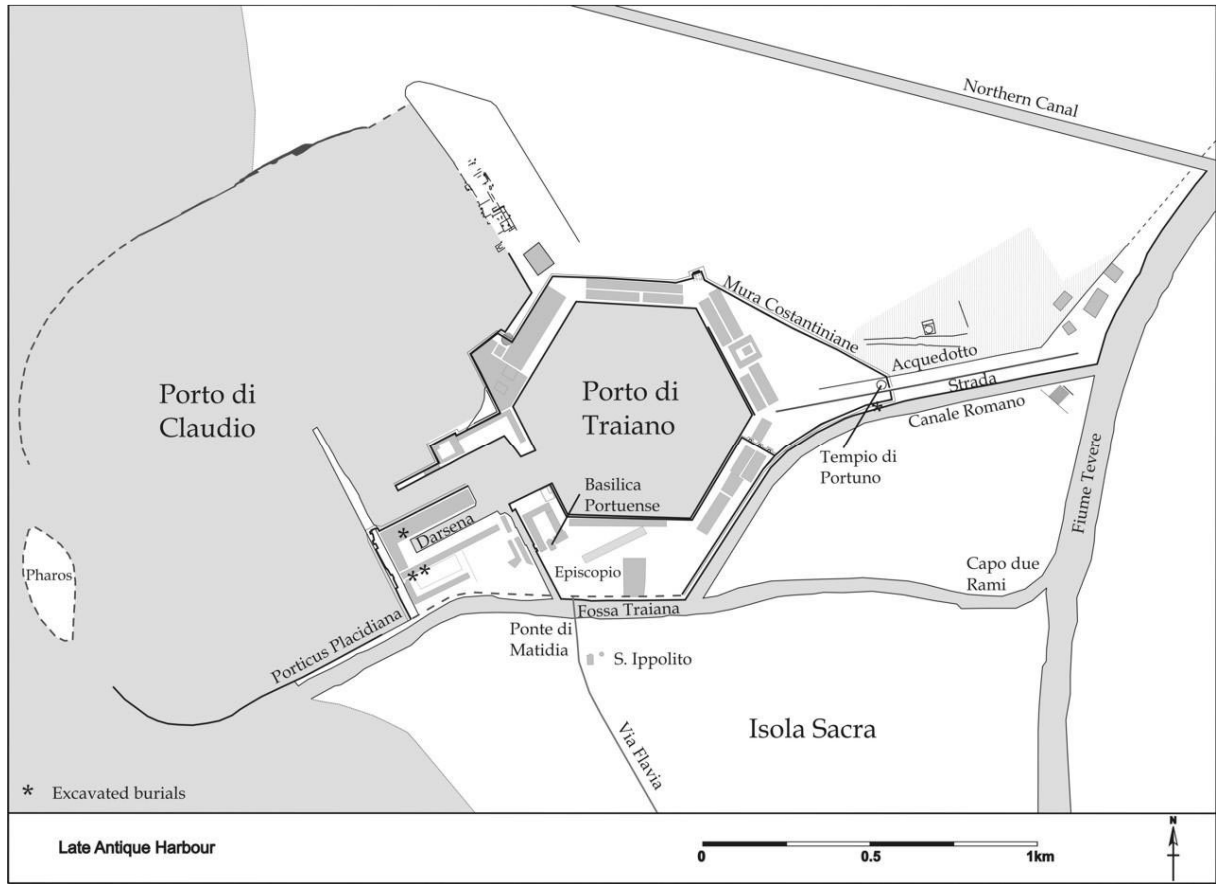 Northern Canal
Mura Costantiniane
Acquedotto
Strada
Canale Romano
Porto di
Claudio
Porto di
Traiano
Tempio di
Portuno
Fiume Tevere
Basilica
Portuense
Darsena
Pharos
Episcopio
Capo due
Rami
Fossa Traiana
Porticus Placidiana
Ponte di
Matidia
S. Ippolito
Via Flavia
Isola Sacra
* Excavated burials
Late Antique Harbour
0 0.5 1km
N